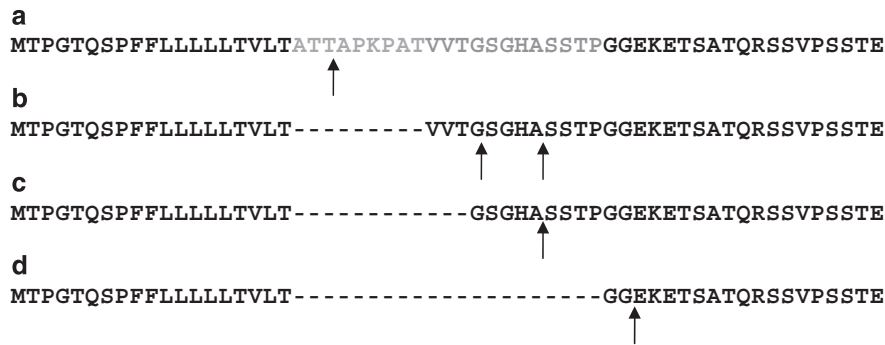 a
MTPGTQSPFFLLLLLTVLTATTAPKPATVVTGSGHASSTPGGEKETSATQRSSVPSSTE
b
MTPGTQSPFFLLLLLTVLT---------VVTGSGHASSTPGGEKETSATQRSSVPSSTE
c
MTPGTQSPFFLLLLLTVLT------------GSGHASSTPGGEKETSATQRSSVPSSTE
d
MTPGTQSPFFLLLLLTVLT---------------------GGEKETSATQRSSVPSSTE